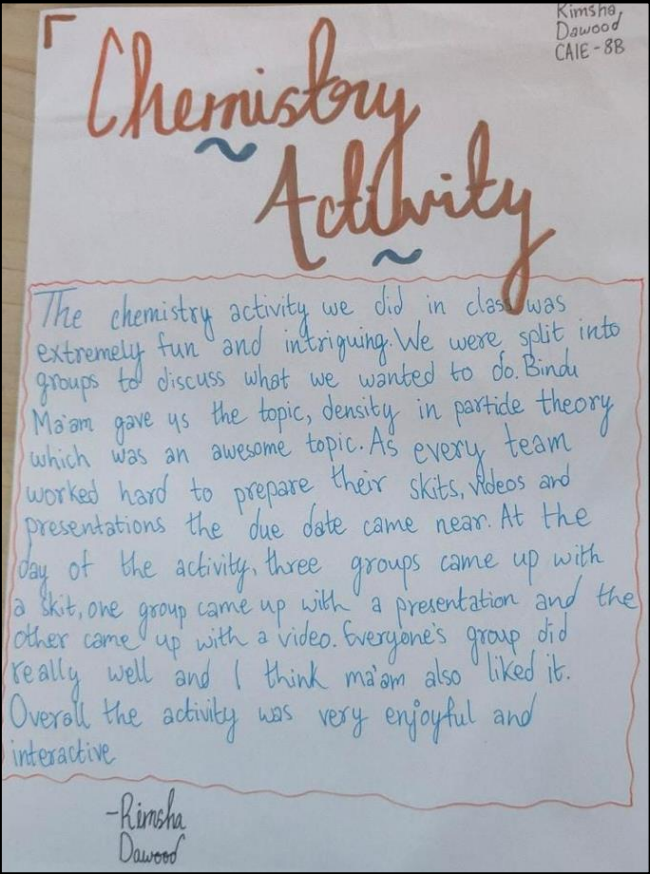 Rimsha
Dawood
CAIE-8B
Chemistry
Activity
The chemistry activity we did in class was
extremely fun and intriguing. We were split into
groups to discuss what we wanted to do. Bindu
Ma'am gave us the topic, density in particle theory
which was an awesome topic. As every team
worked hard to prepare their skits, videos and
presentations the due date came near. At the
day of the activity, three groups came up with
a skit, one group came up with a presentation and the
other came up with a video. Everyone's group did
really well and I think ma'am also liked it.
Overall the activity was very enjoyful and
interactive
-Rimsha
Dawood